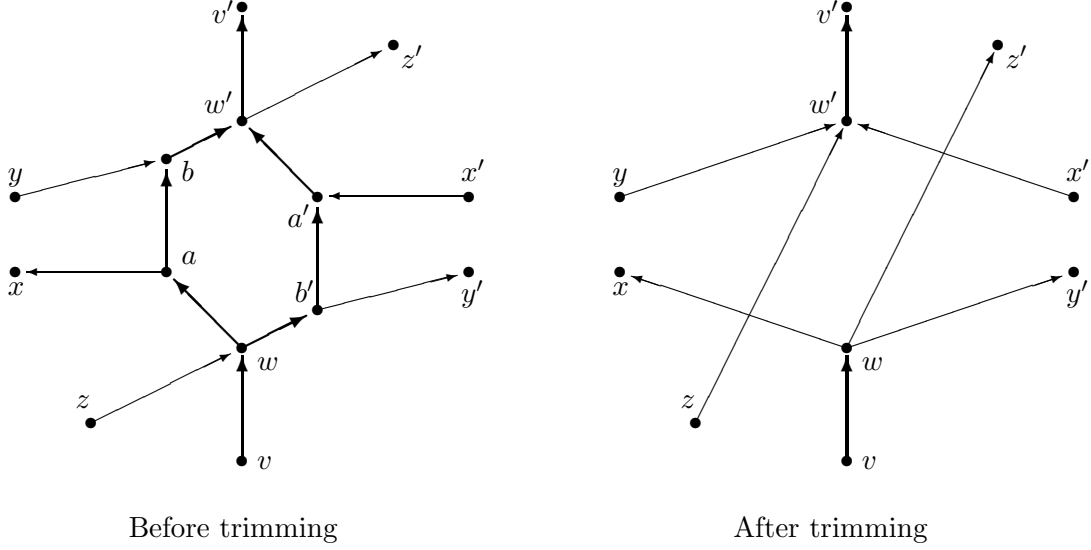 v′ v′
z′ z′
w′ w′
b
y x′ y x′
a′
a
x b′ y′ x y′
w w
z z
v v
Before trimming After trimming